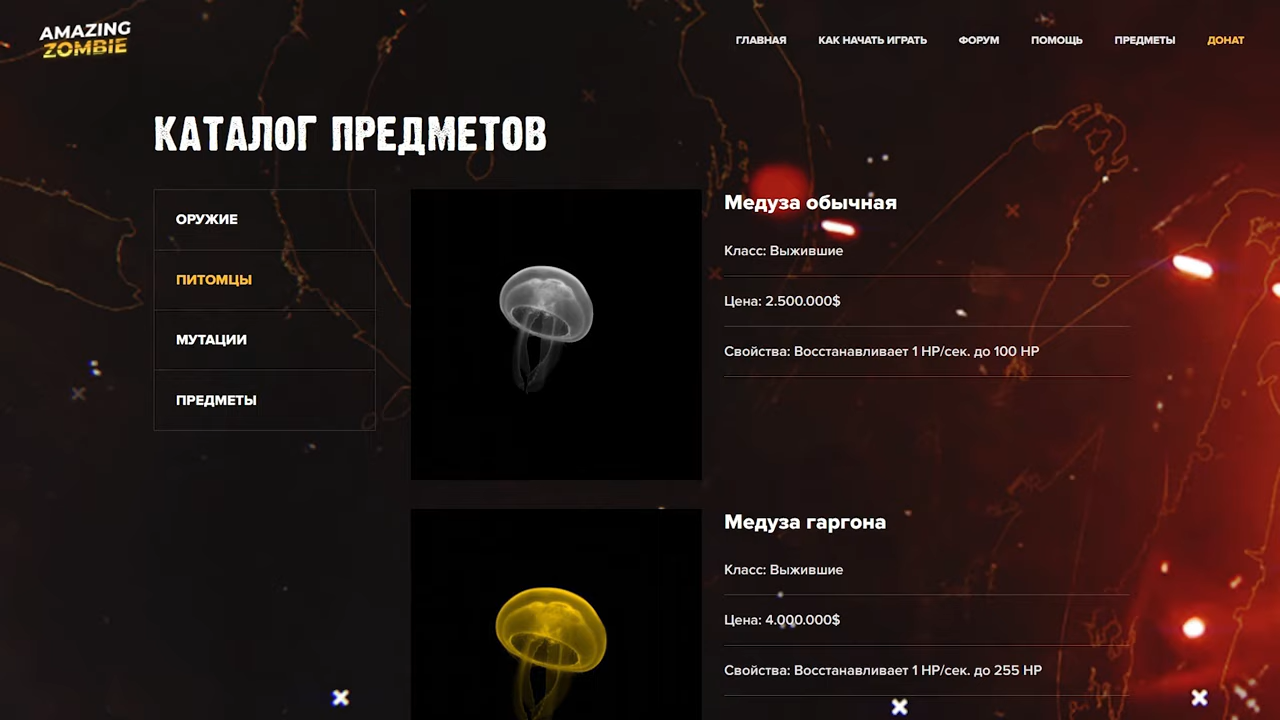 AMAZING
ZOMBIE
ГЛАВНАЯ КАК НАЧАТЬ ИГРАТЬ ФОРУМ ПОМОЩЬ ПРЕДМЕТЫ ДОНАТ
КАТАЛОГ ПРЕДМЕТОВ
ОРУЖИЕ
ПИТОМЦЫ
МУТАЦИИ
ПРЕДМЕТЫ
Медуза обычная
Класс: Выжившие
Цена: 2.500.000$
Свойства: Восстанавливает 1 HP/сек. до 100 HP
Медуза гаргона
Класс: Выжившие
Цена: 4.000.000$
Свойства: Восстанавливает 1 HP/сек. до 255 HP